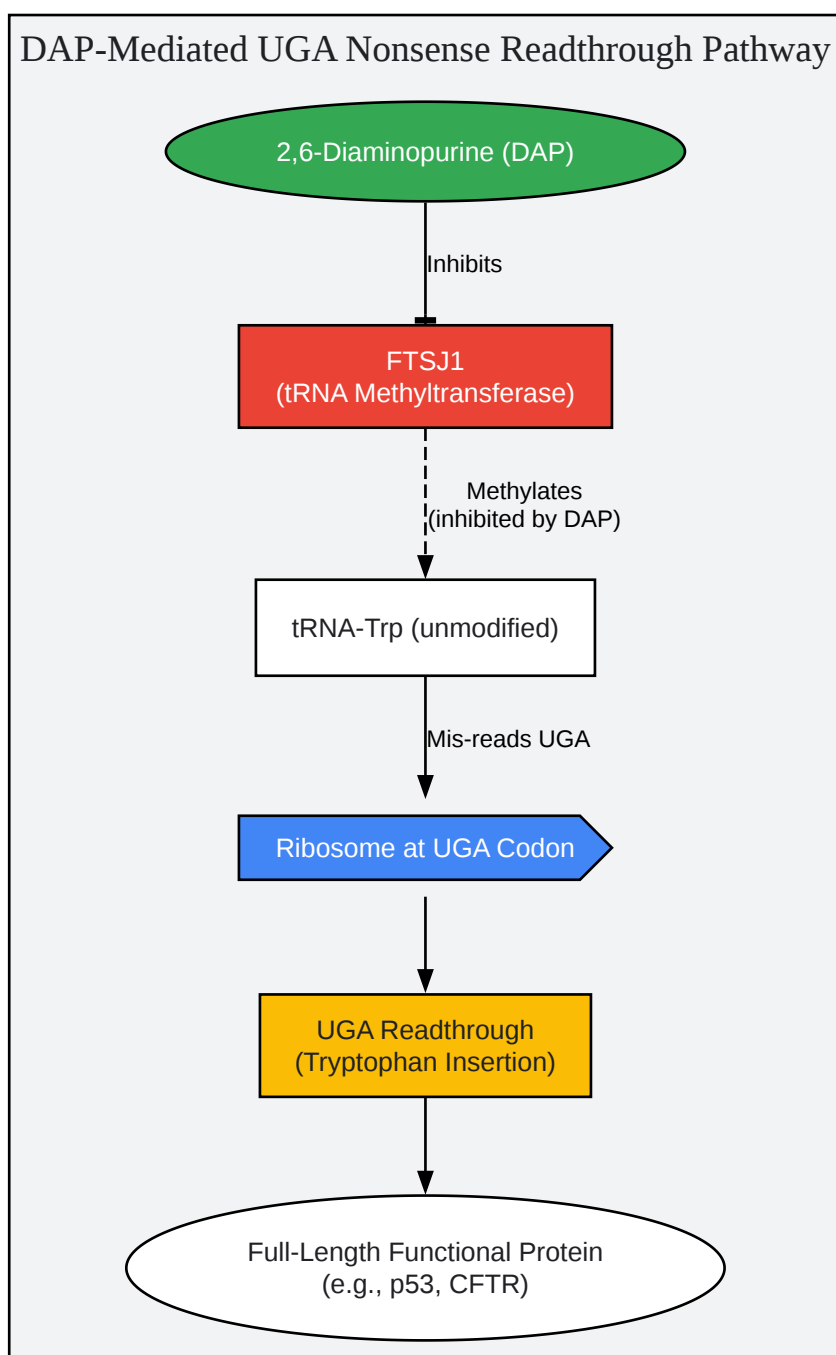 DAP-Mediated UGA Nonsense Readthrough Pathway
2,6-Diaminopurine (DAP)
Inhibits
FTSJ1
(tRNA Methyltransferase)
Methylates
(inhibited by DAP)
tRNA-Trp (unmodified)
Mis-reads UGA
Ribosome at UGA Codon
UGA Readthrough
(Tryptophan Insertion)
Full-Length Functional Protein
(e.g., p53, CFTR)